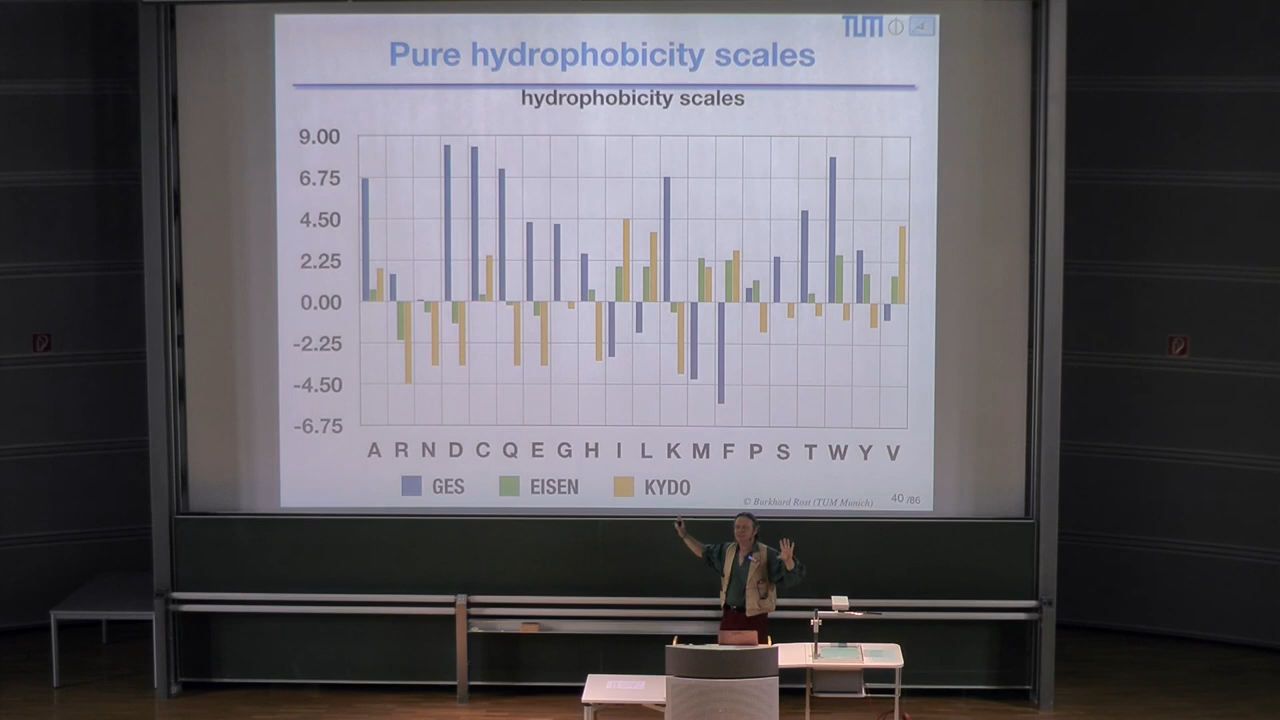 TUM
Pure hydrophobicity scales
hydrophobicity scales
9.00
6.75
4.50
2.25
0.00
-2.25
-4.50
-6.75
A R N D C Q E G H I L K M F P S T W Y V
GES EISEN KYDO
© Burkhard Rost (TUM Munich) 40 /86